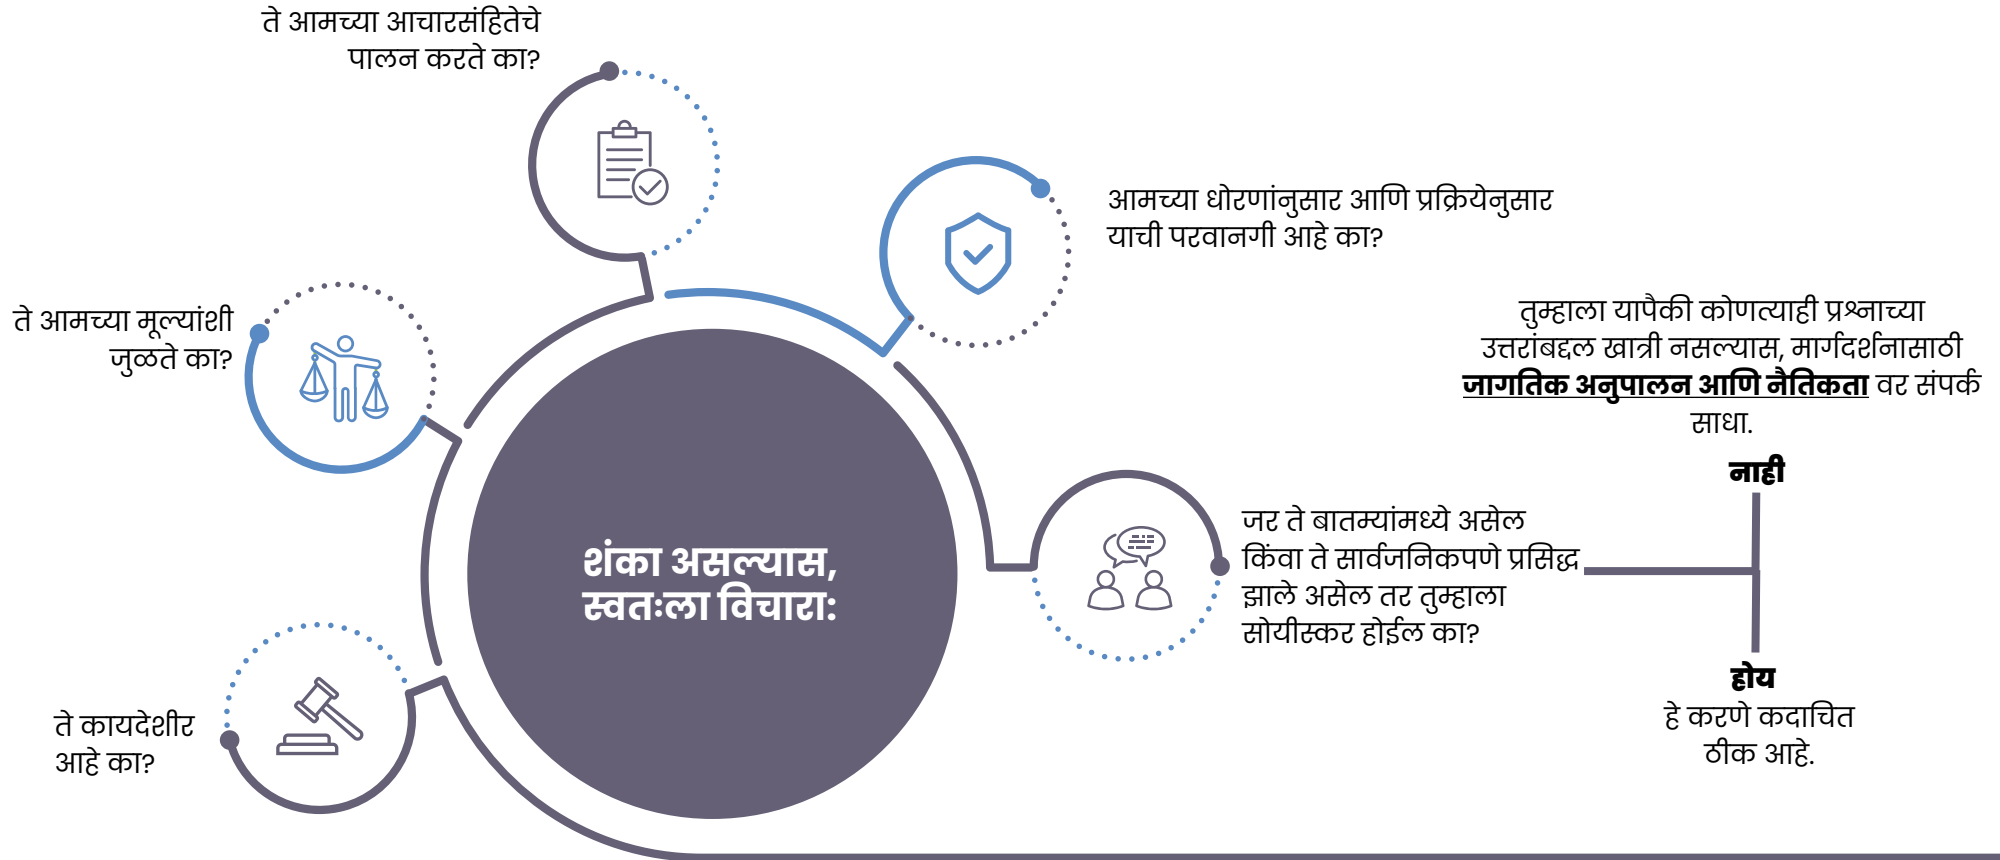 शंका असल्यास,
स्वतःला विचारा:
ते कायदेशीर
आहे का?
ते आमच्या मूल्यांशी
जुळते का?
ते आमच्या आचारसंहितेचे
पालन करते का?
आमच्या धोरणांनुसार आणि प्रक्रियेनुसार
याची परवानगी आहे का?
जर ते बातम्यांमध्ये असेल
किंवा ते सार्वजनिकपणे प्रसिद्ध
झाले असेल तर तुम्हाला
सोयीस्कर होईल का?
तुम्हाला यापैकी कोणत्याही प्रश्नाच्या
उत्तरांबद्दल खात्री नसल्यास, मार्गदर्शनासाठी
जागतिक अनुपालन आणि नैतिकता वर संपर्क
साधा.
नाही
होय
हे करणे कदाचित
ठीक आहे.